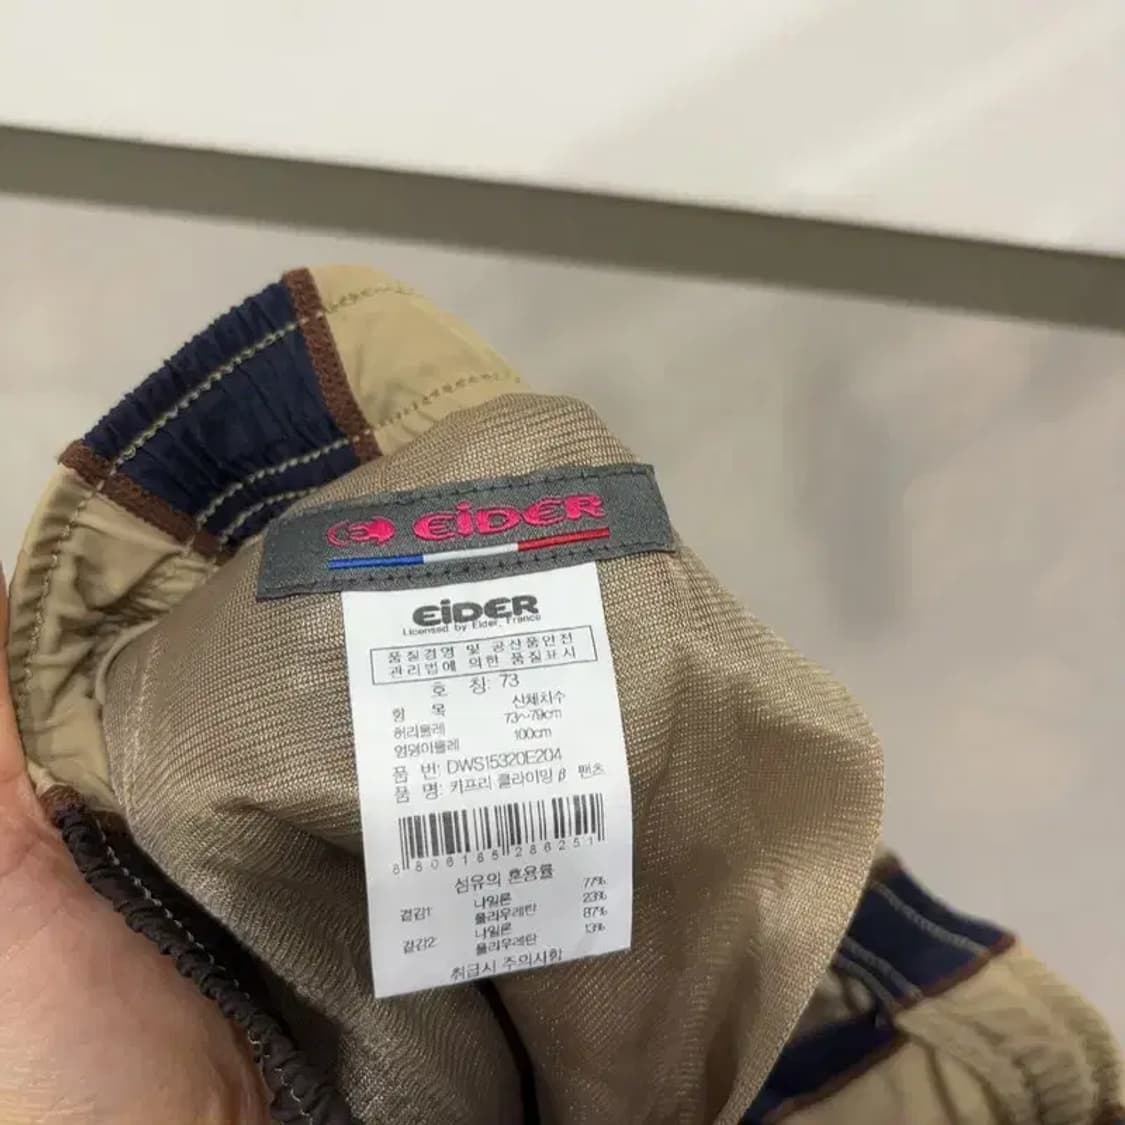 EiDER
EiDER
Licensed by Eider, France
품질경영 및 공산품안전
관리법에 의한 품질표시
호 칭: 73
항 목 신체치수
허리둘레 73~79cm
엉덩이둘레 100cm
품 번: DWS15320E204
품 명: 카프리 클라이밍 β 팬츠
8 806185 286251
섬유의 혼용률
겉감1 나일론 77%
폴리우레탄 23%
겉감2 나일론 87%
폴리우레탄 13%
취급시 주의사항